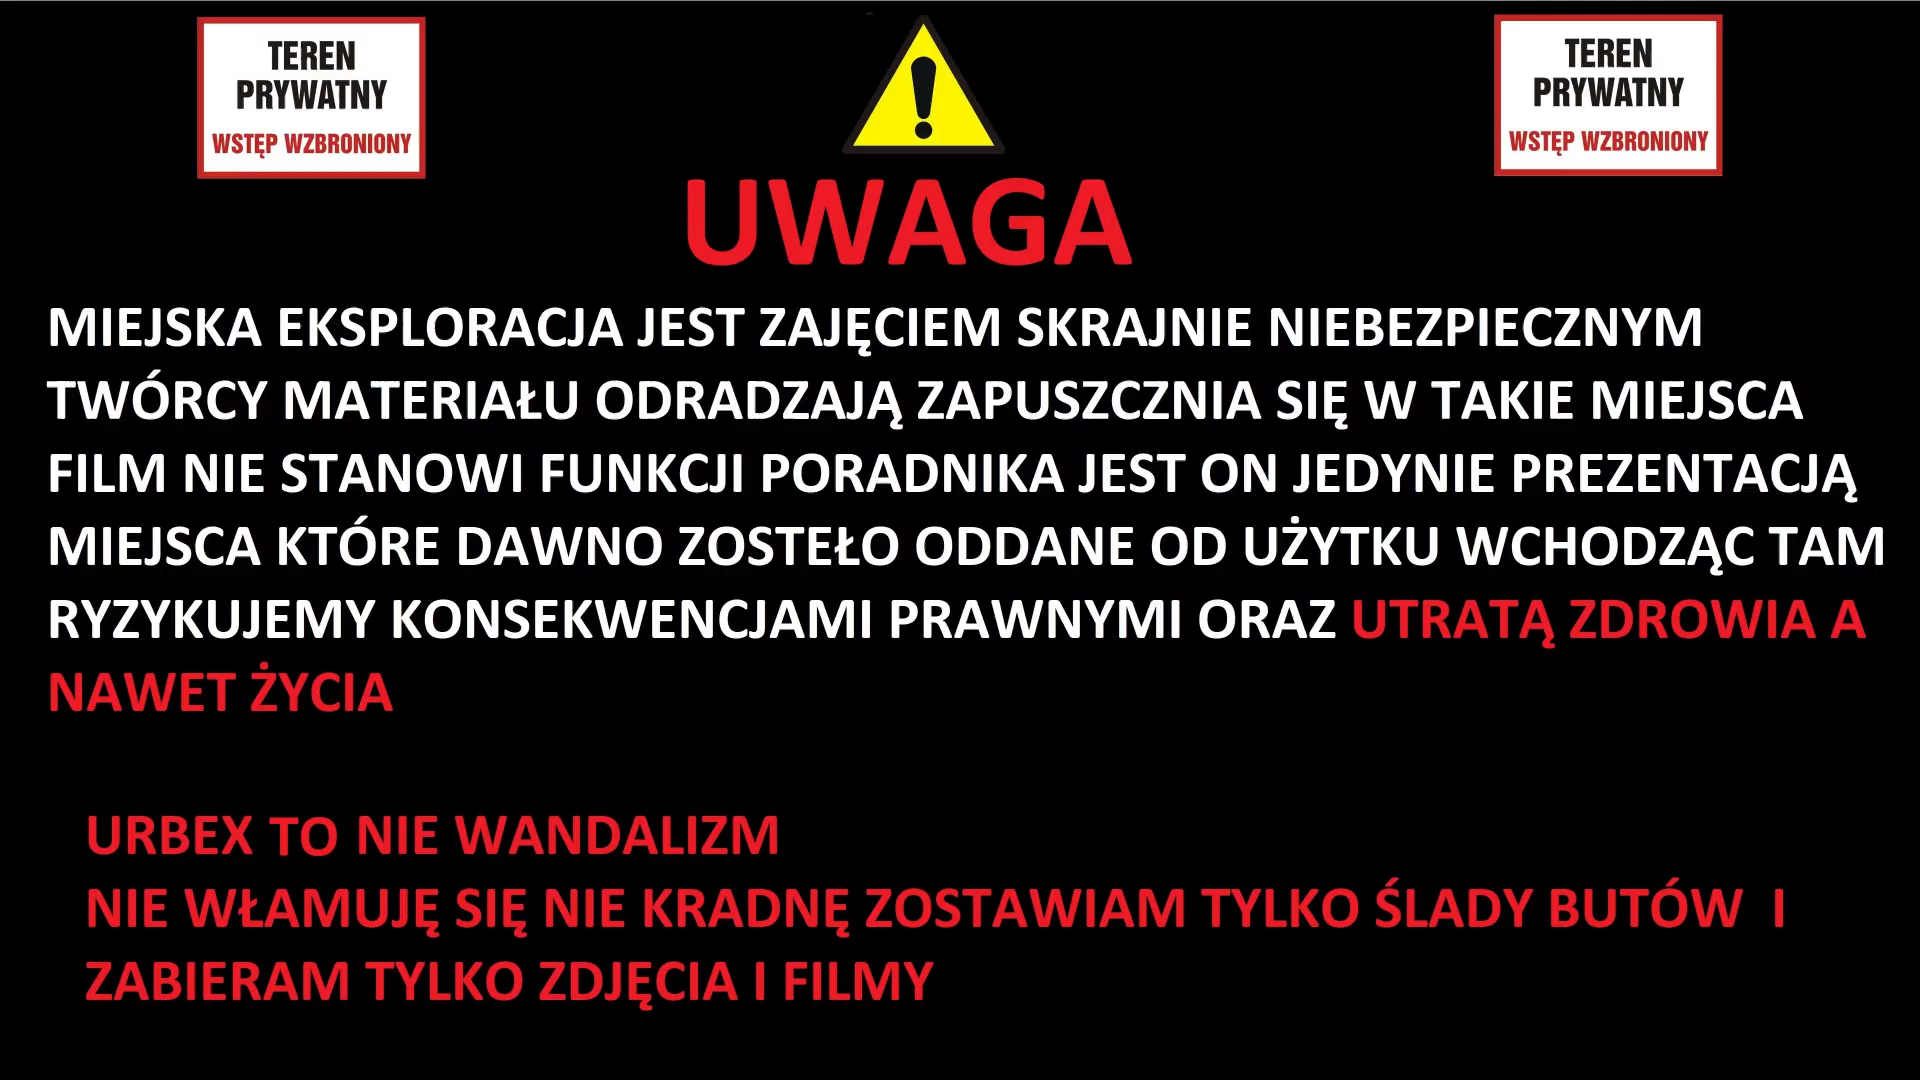 TEREN
PRYWATNY
WSTĘP WZBRONIONY
TEREN
PRYWATNY
WSTĘP WZBRONIONY
UWAGA
MIEJSKA EKSPLORACJA JEST ZAJĘCIEM SKRAJNIE NIEBEZPIECZNYM
TWÓRCY MATERIAŁU ODRADZAJĄ ZAPUSZCZNIA SIĘ W TAKIE MIEJSCA
FILM NIE STANOWI FUNKCJI PORADNIKA JEST ON JEDYNIE PREZENTACJĄ
MIEJSCA KTÓRE DAWNO ZOSTEŁO ODDANE OD UŻYTKU WCHODZĄC TAM
RYZYKUJEMY KONSEKWENCJAMI PRAWNYMI ORAZ UTRATĄ ZDROWIA A
NAWET ŻYCIA
URBEX TO NIE WANDALIZM
NIE WŁAMUJĘ SIĘ NIE KRADNĘ ZOSTAWIAM TYLKO ŚLADY BUTÓW I
ZABIERAM TYLKO ZDJĘCIA I FILMY